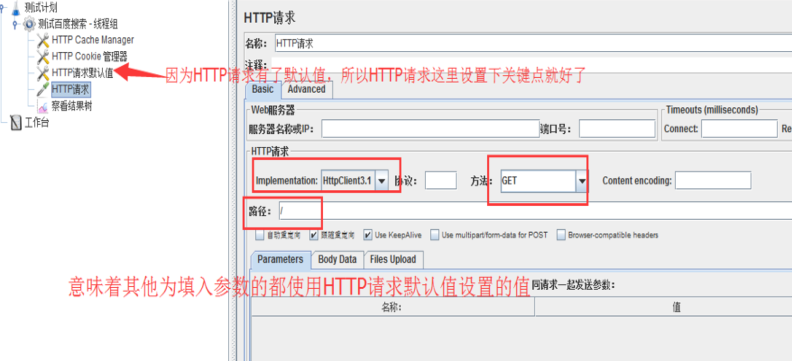 测试计划
测试百度搜索 - 线程组
HTTP Cache Manager
HTTP Cookie 管理器
HTTP请求默认值
HTTP请求
察看结果树
工作台
因为HTTP请求有了默认值，所以HTTP请求这里设置下关键点就好了
HTTP请求
名称： HTTP请求
注释：
Basic Advanced
Web服务器
服务器名称或IP： 端口号：
Timeouts (milliseconds)
Connect: Re
HTTP请求
Implementation: HttpClient3.1 协议： 方法： GET Content encoding:
路径： /
自动重定向 跟随重定向 Use KeepAlive Use multipart/form-data for POST Browser-compatible headers
Parameters Body Data Files Upload
意味着其他为填入参数的都使用HTTP请求默认值设置的值
同请求一起发送参数：
名称： 值